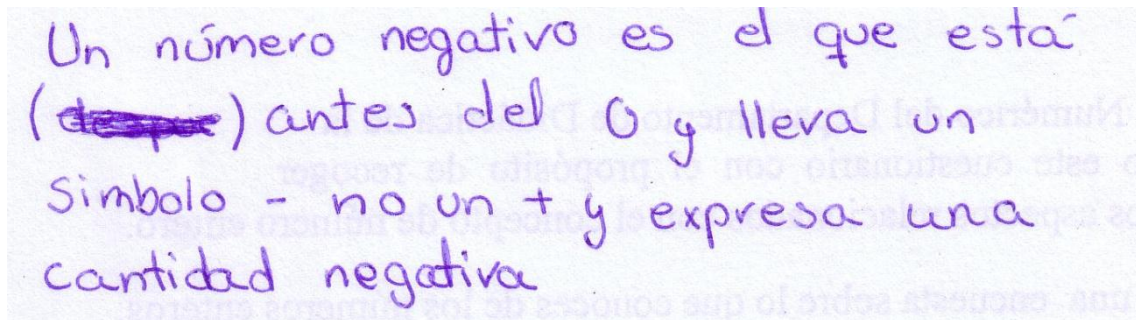 Un número negativo es el que está
( ) antes del 0 y lleva un
simbolo - no un + y expresa una
cantidad negativa